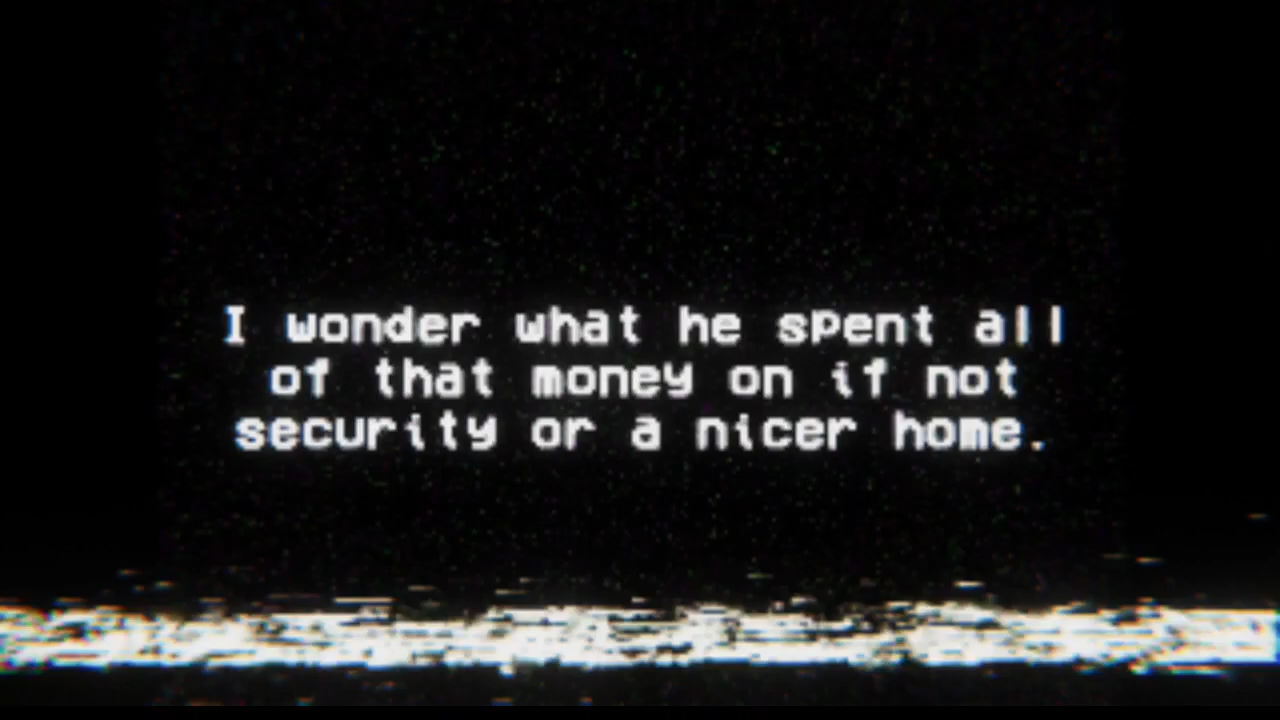 I wonder what he spent all
of that money on if not
security or a nicer home.